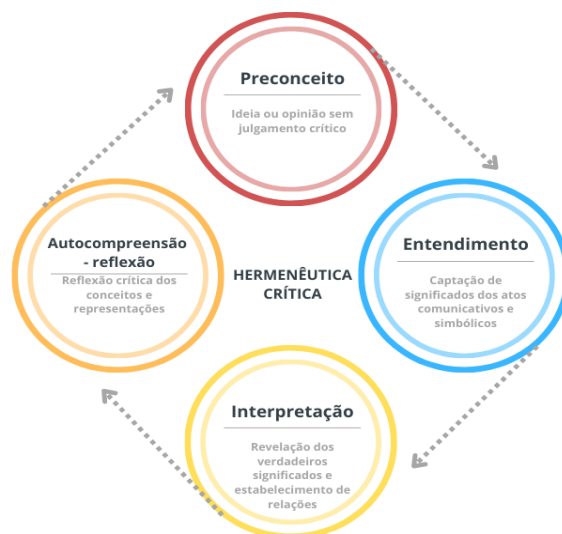 Preconceito
Ideia ou opinião sem
julgamento crítico
Autocompreensão
- reflexão
Reflexão crítica dos
conceitos e
representações
HERMENÊUTICA
CRÍTICA
Entendimento
Captação de
significados dos atos
comunicativos e
simbólicos
Interpretação
Revelação dos
verdadeiros
significados e
estabelecimento de
relações